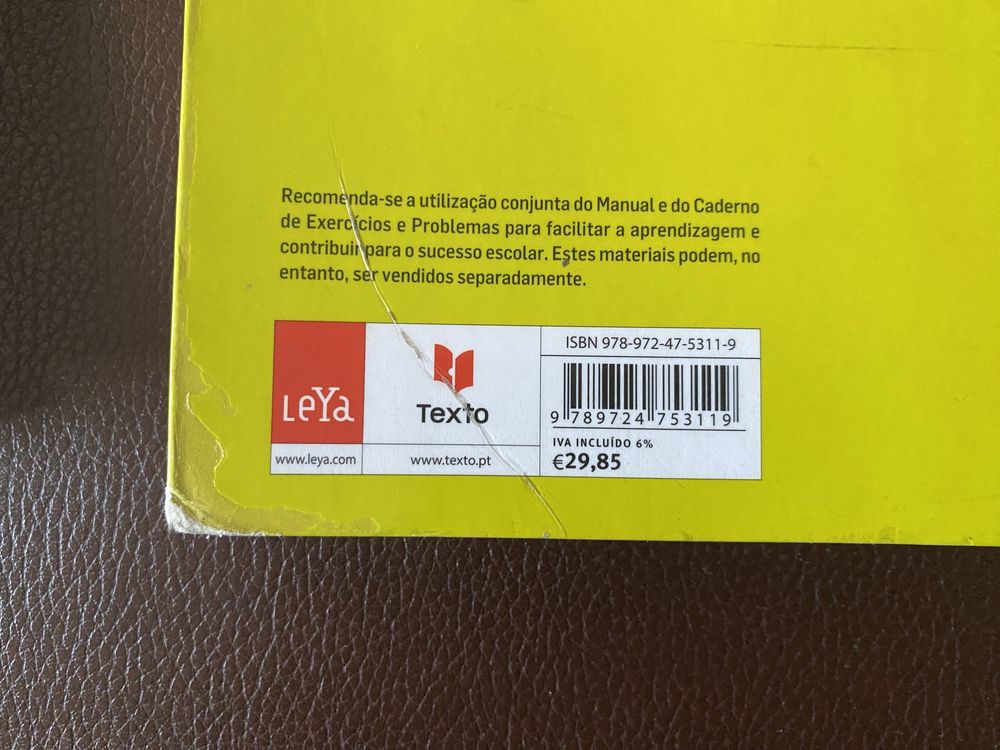 Recomenda-se a utilização conjunta do Manual e do Caderno
de Exercícios e Problemas para facilitar a aprendizagem e
contribuir para o sucesso escolar. Estes materiais podem, no
entanto, ser vendidos separadamente.
LeYa
www.leya.com
Texto
www.texto.pt
ISBN 978-972-47-5311-9
9 789724 753119
IVA INCLUÍDO 6%
€29,85